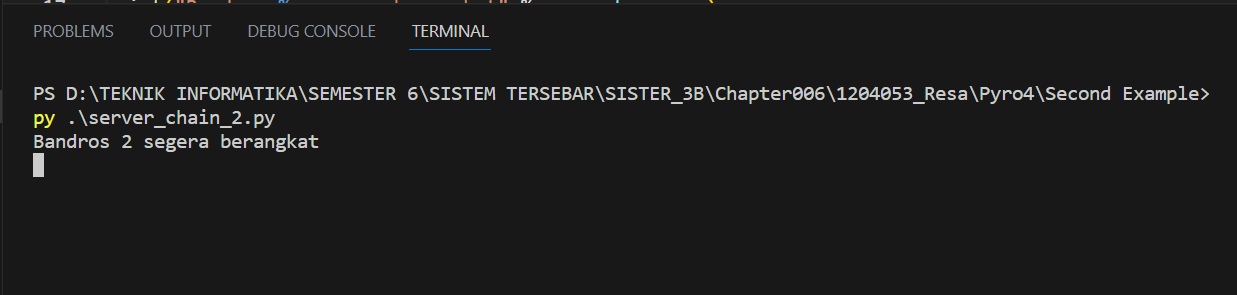 PROBLEMS OUTPUT DEBUG CONSOLE TERMINAL
PS D:\TEKNIK INFORMATIKA\SEMESTER 6\SISTEM TERSEBAR\SISTER_3B\Chapter006\1204053_Resa\Pyro4\Second Example>
py .\server_chain_2.py
Bandros 2 segera berangkat